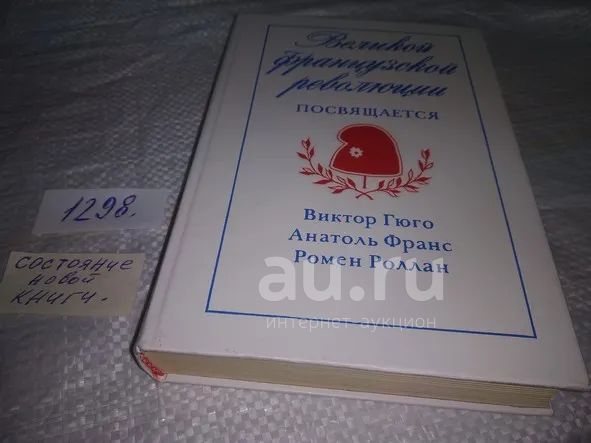 Великой
французской
революции
ПОСВЯЩАЕТСЯ
Виктор Гюго
Анатоль Франс
Ромен Роллан
1298.
СОСТОЯНИЕ
НОВОЙ
КНИГИ.
au.ru
интернет аукцион